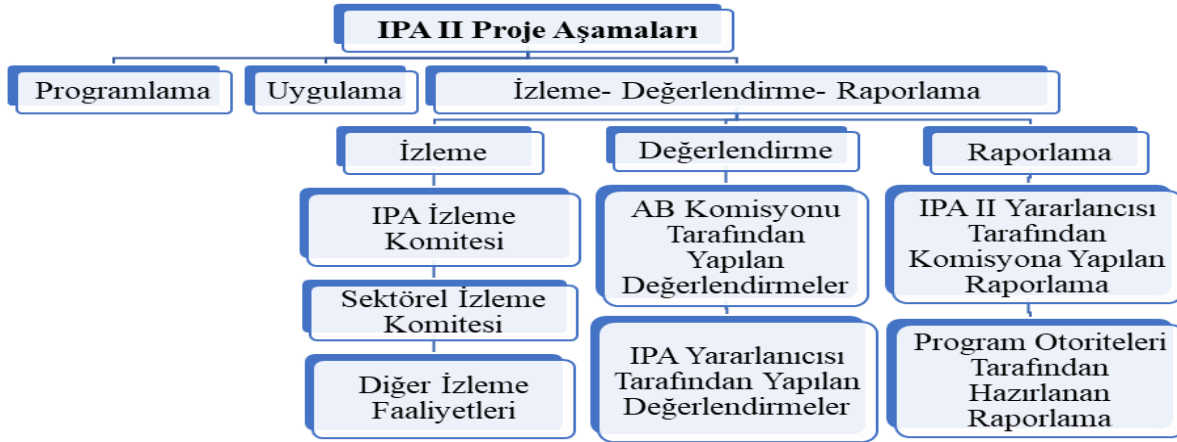 IPA II Proje Aşamaları
Programlama
Uygulama
İzleme- Değerlendirme- Raporlama
İzleme
IPA İzleme
Komitesi
Sektörel İzleme
Komitesi
Diğer İzleme
Faaliyetleri
Değerlendirme
AB Komisyonu
Tarafından
Yapılan
Değerlendirmeler
IPA Yararlanıcısı
Tarafından Yapılan
Değerlendirmeler
Raporlama
IPA II Yararlancısı
Tarafından
Komisyona Yapılan
Raporlama
Program Otoriteleri
Tarafından
Hazırlanan
Raporlama